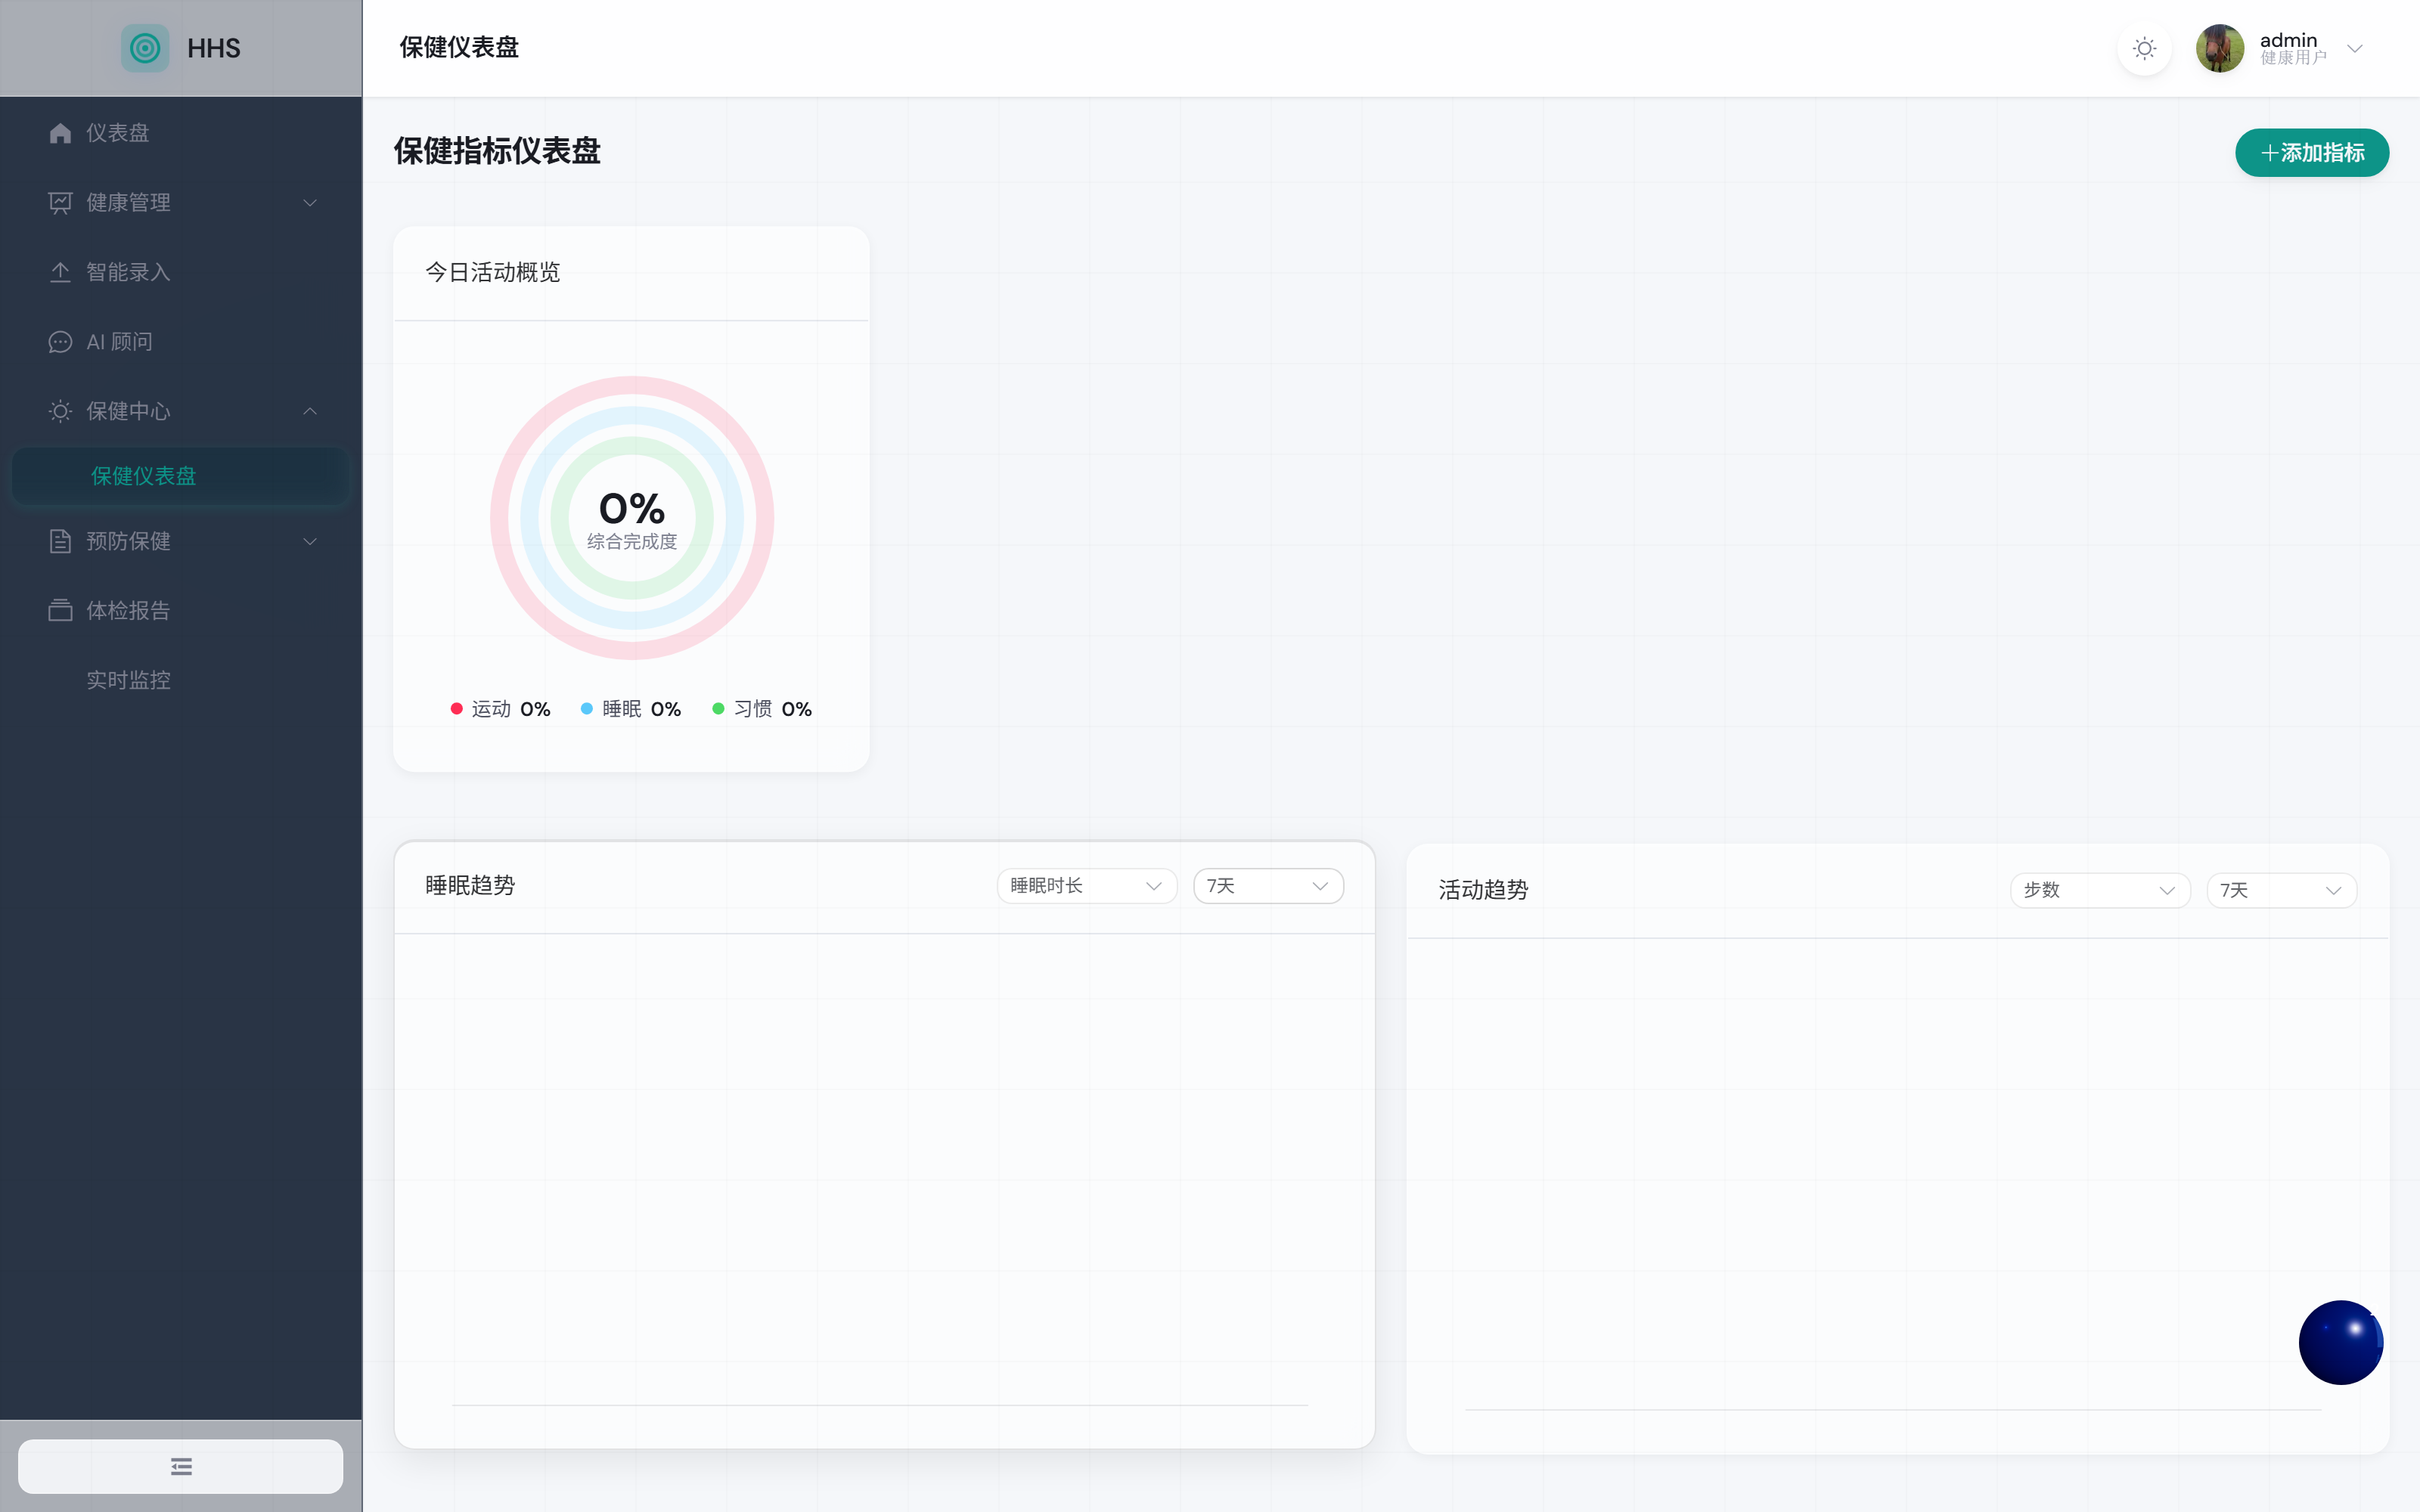 HHS
仪表盘
健康管理
智能录入
AI 顾问
保健中心
保健仪表盘
预防保健
体检报告
实时监控
保健仪表盘
admin
健康用户
保健指标仪表盘
添加指标
今日活动概览
0%
综合完成度
运动 0% 睡眠 0% 习惯 0%
睡眠趋势 睡眠时长 7天
活动趋势 步数 7天